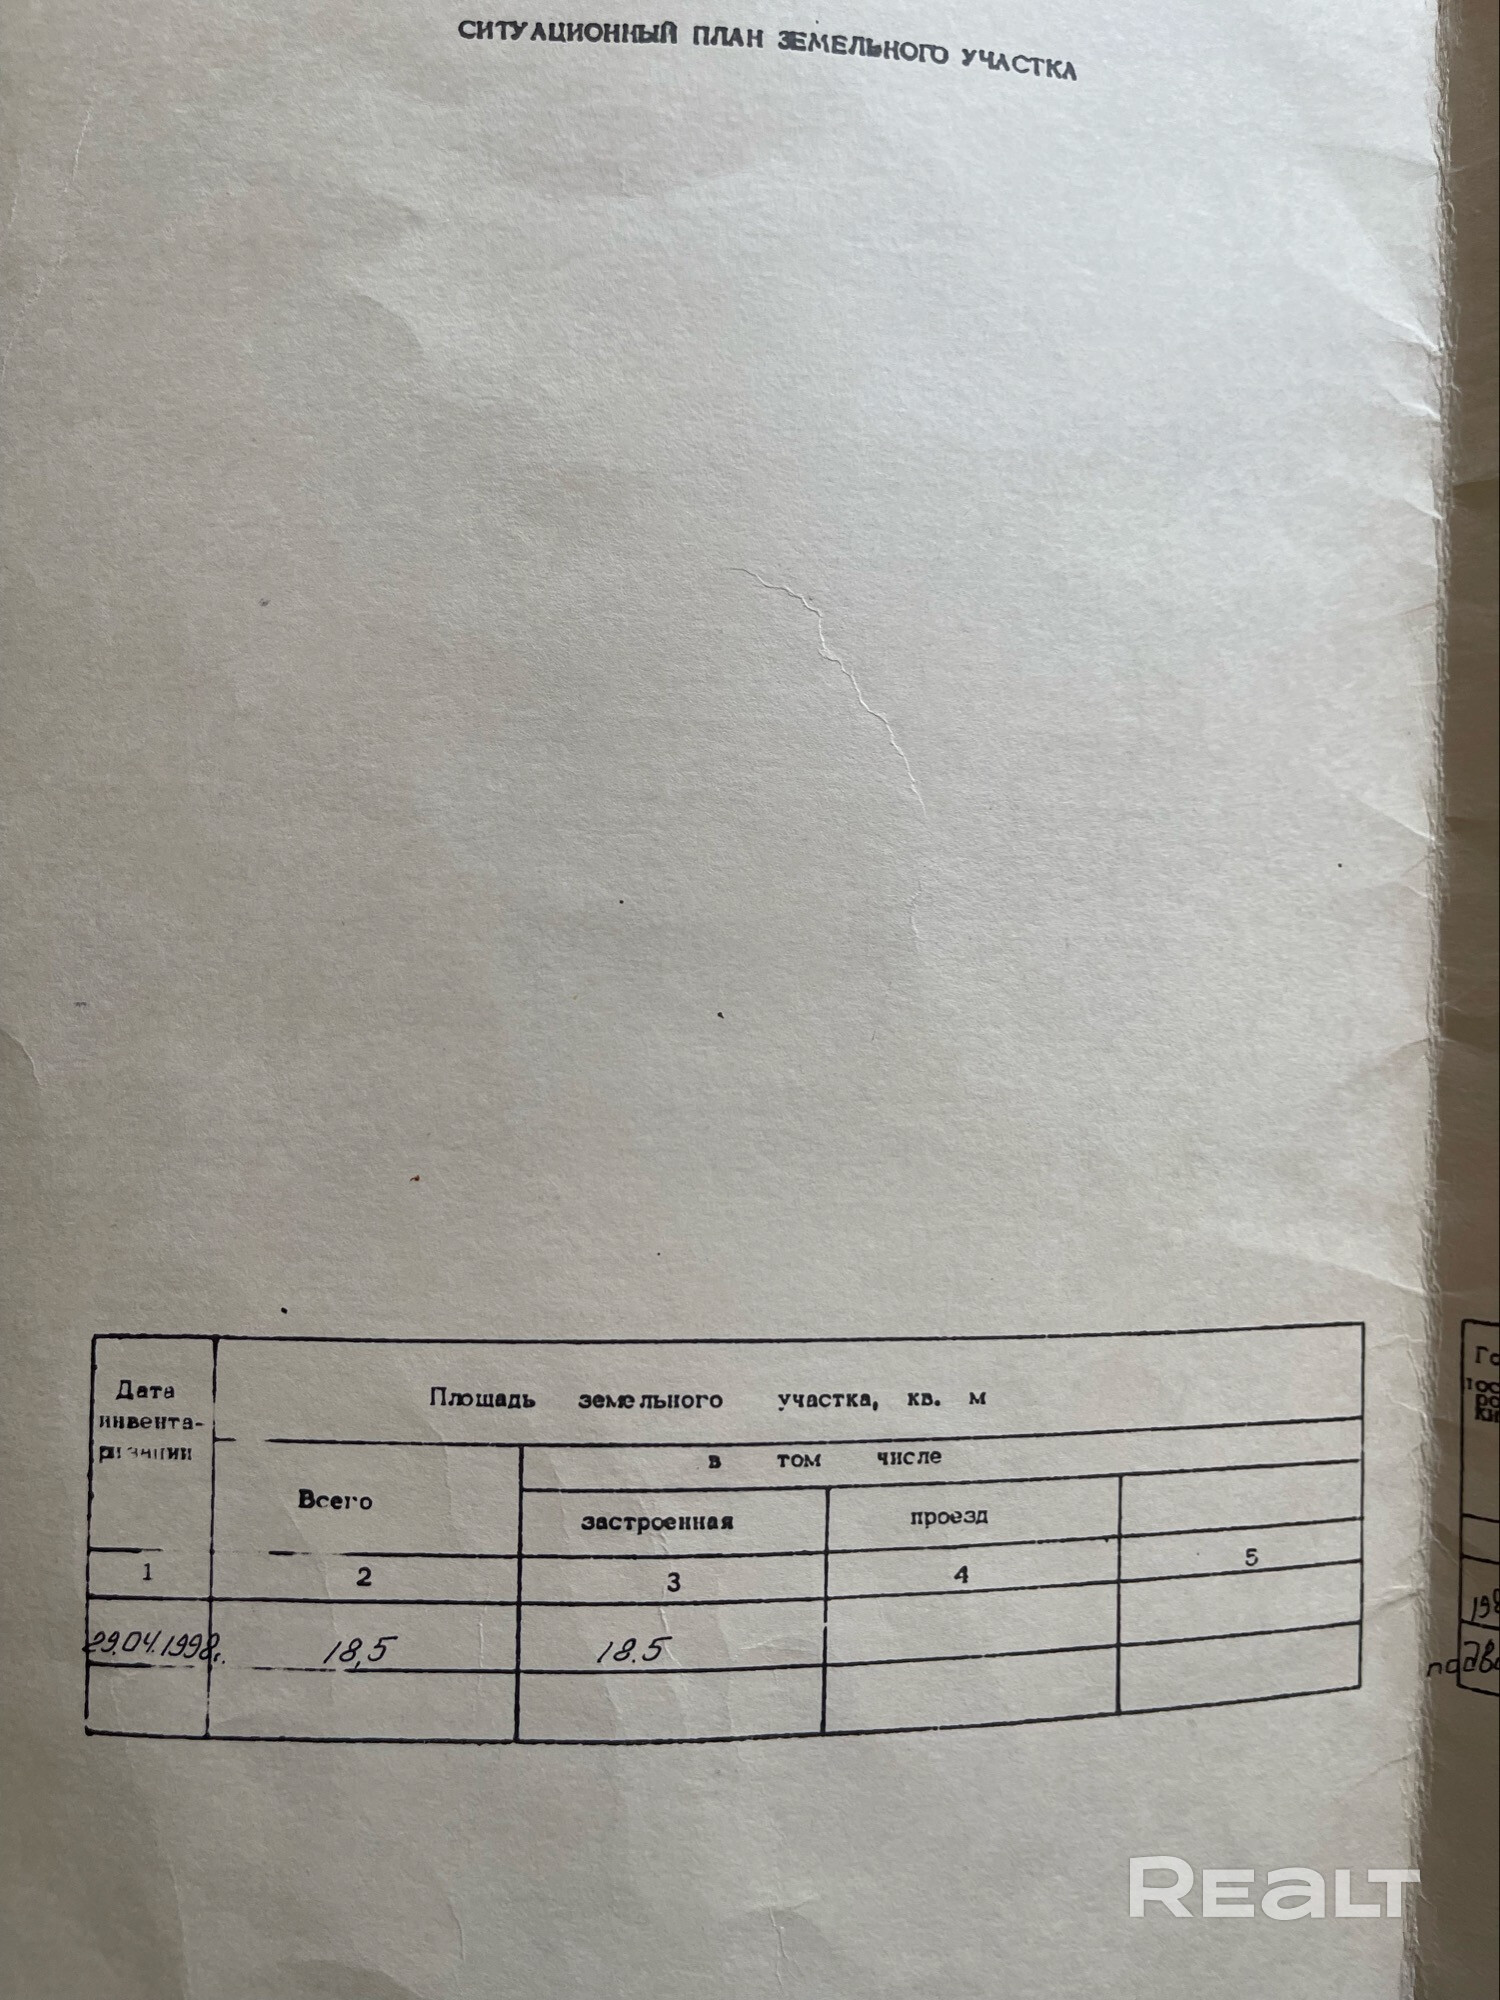 СИТУАЦИОННЫЙ ПЛАН ЗЕМЕЛЬНОГО УЧАСТКА
Дата
инвента-
ризации
Площадь земельного участка, кв. м
Всего
в том числе
застроенная
проезд
1 2 3 4 5
29.04.1998г. 18,5 18.5
REALT